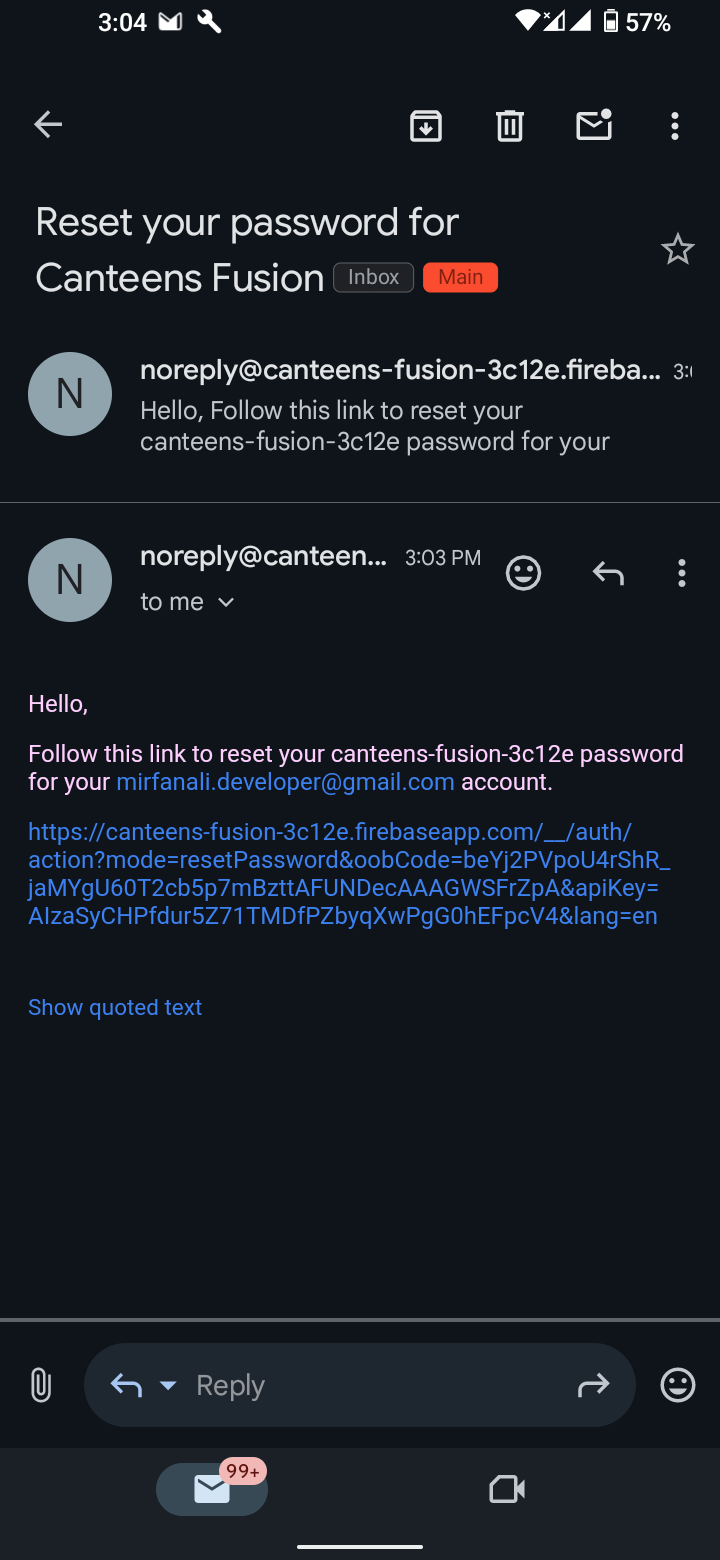 3:04
57%
Reset your password for
Canteens Fusion Inbox Main
N
noreply@canteens-fusion-3c12e.fireba... 3:0
Hello, Follow this link to reset your
canteens-fusion-3c12e password for your
N
noreply@canteen... 3:03 PM
to me
Hello,
Follow this link to reset your canteens-fusion-3c12e password
for your mirfanali.developer@gmail.com account.
https://canteens-fusion-3c12e.firebaseapp.com/__/auth/
action?mode=resetPassword&oobCode=beYj2PVpoU4rShR_
jaMYgU60T2cb5p7mBzttAFUNDecAAAGWSFrZpA&apiKey=
AIzaSyCHPfdur5Z71TMDfPZbyqXwPgG0hEFpcV4&lang=en
Show quoted text
Reply
99+